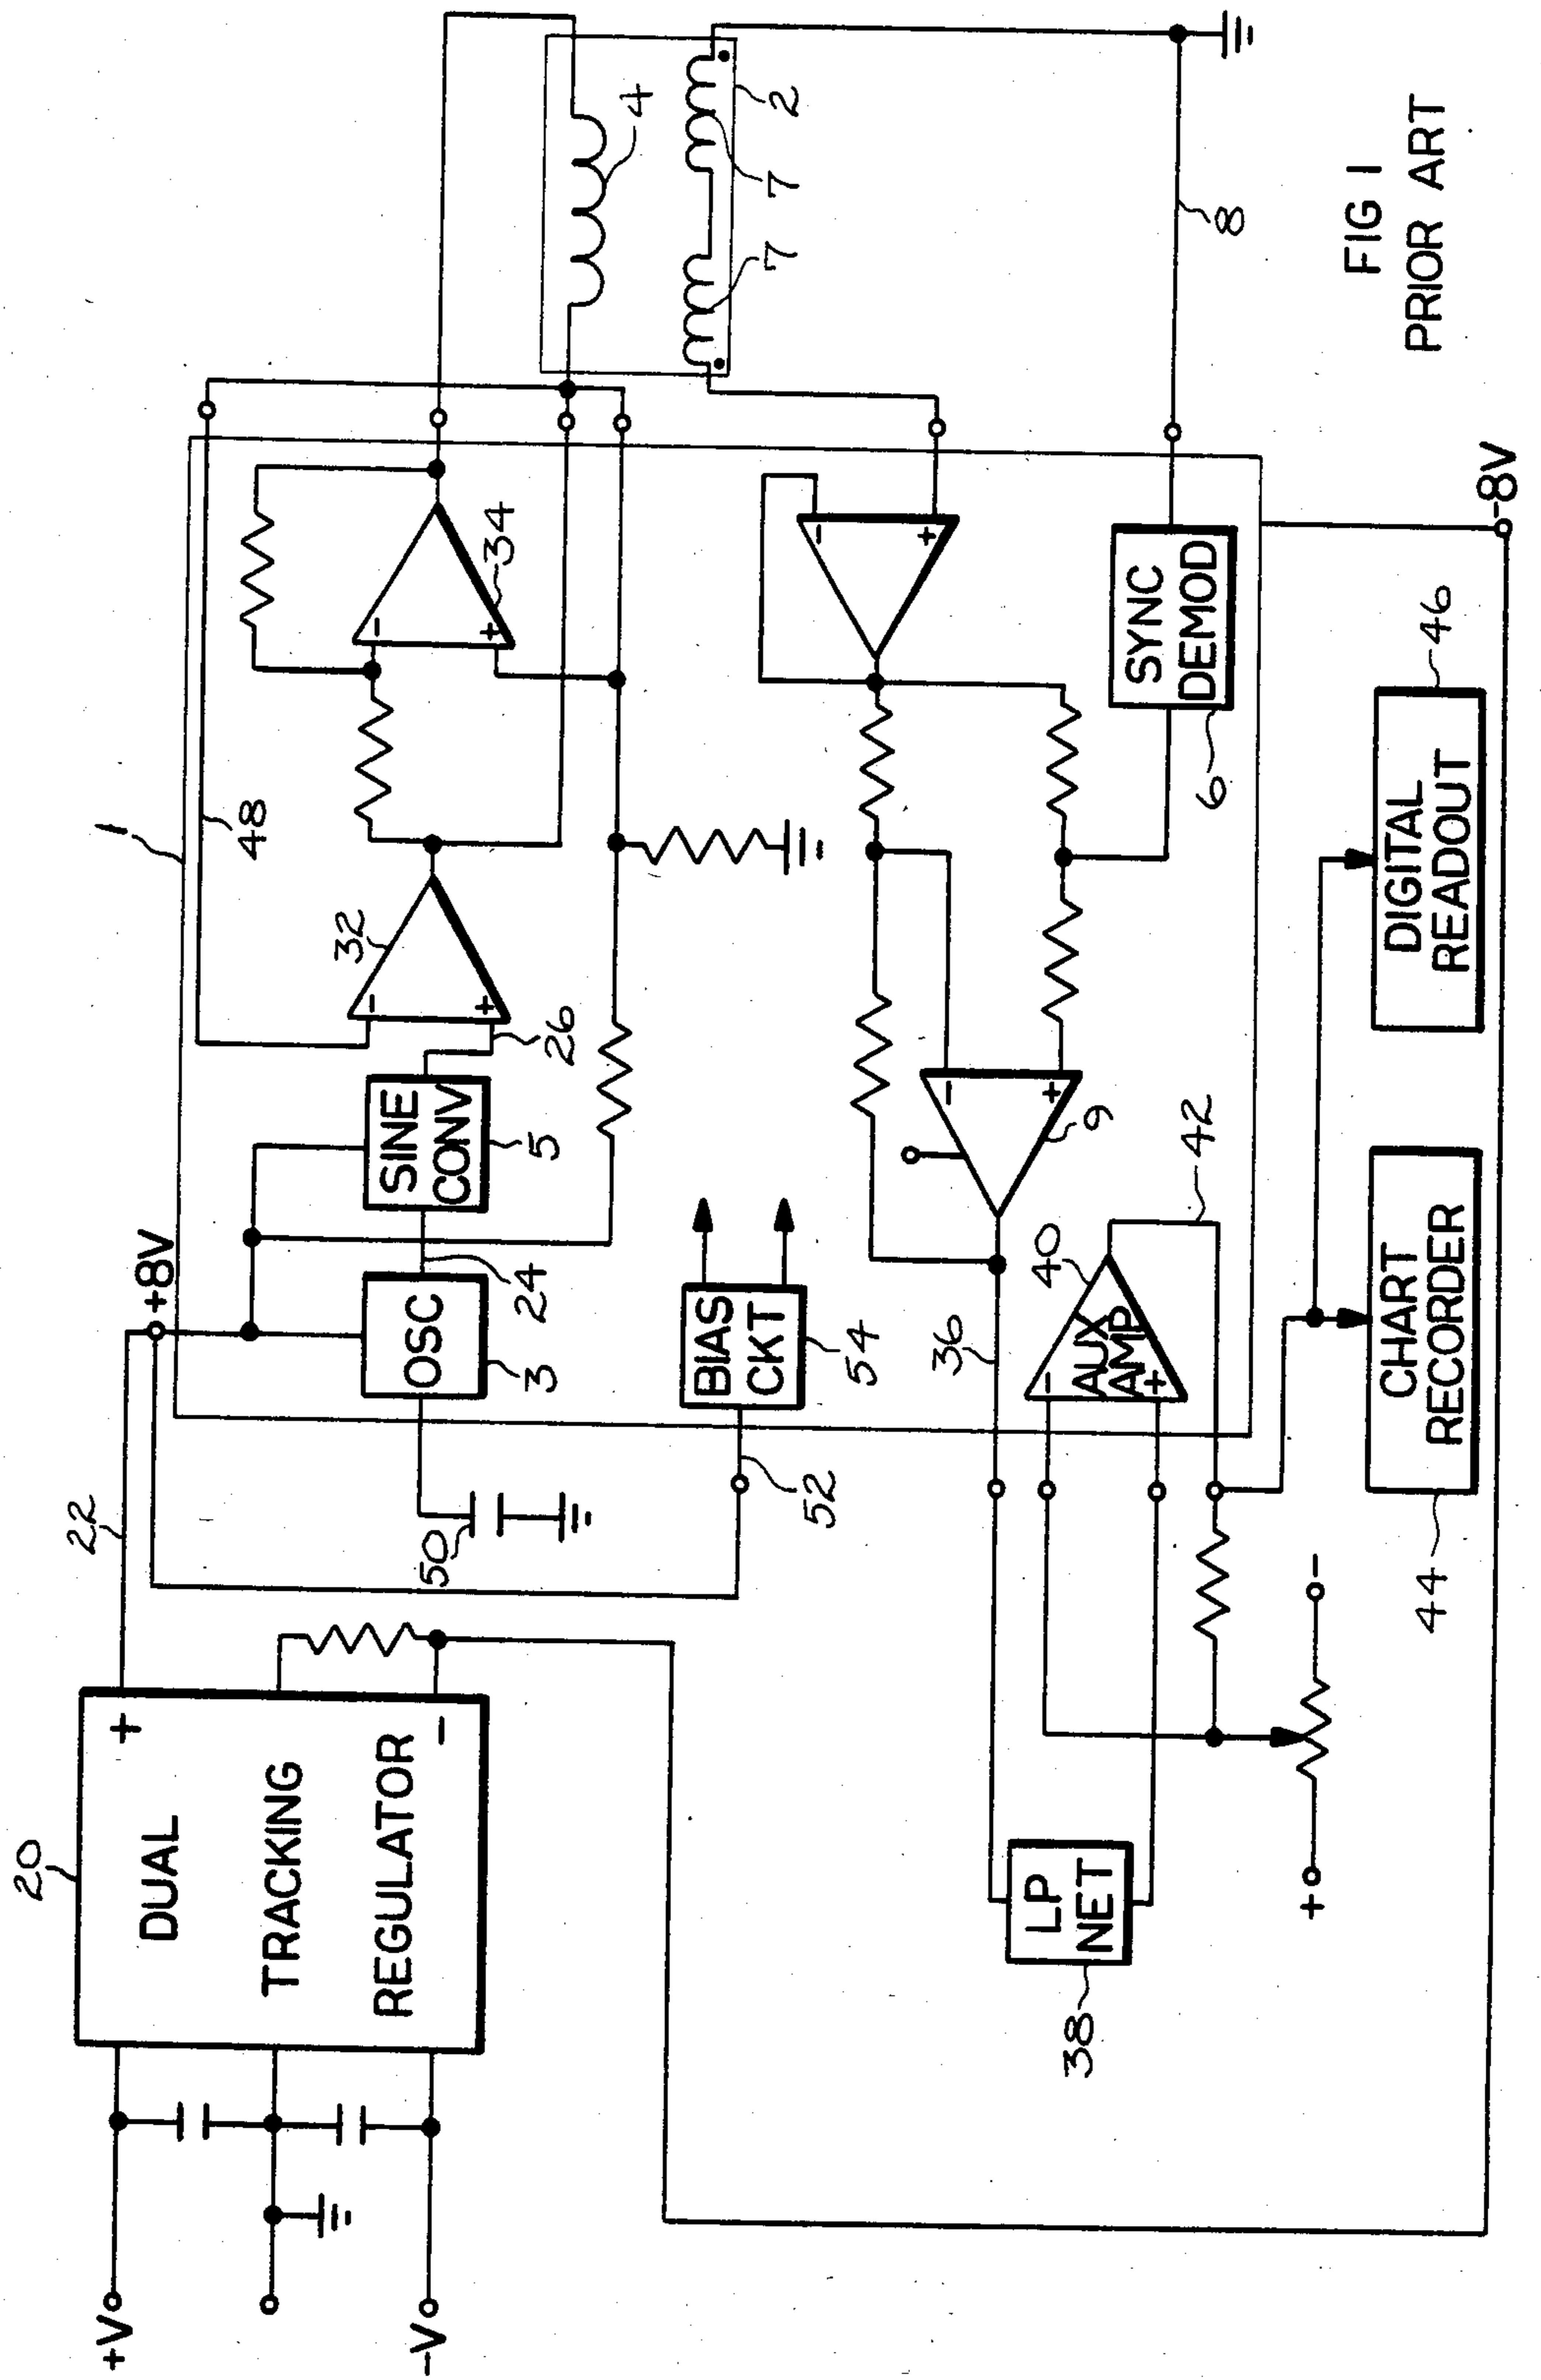 +V
-V
20
DUAL
TRACKING
REGULATOR
+
-
22
+8V
50
OSC
3
24
SINE
CONV
5
26
32
-
+
48
1
34
-
+
4
7
7
2
8
52
BIAS
CKT
54
36
9
-
+
-
+
SYNC
DEMOD
6
40
AUX
AMP
-
+
42
LP
NET
38
+
-
CHART
RECORDER
44
DIGITAL
READOUT
46
-8V
FIG 1
PRIOR ART